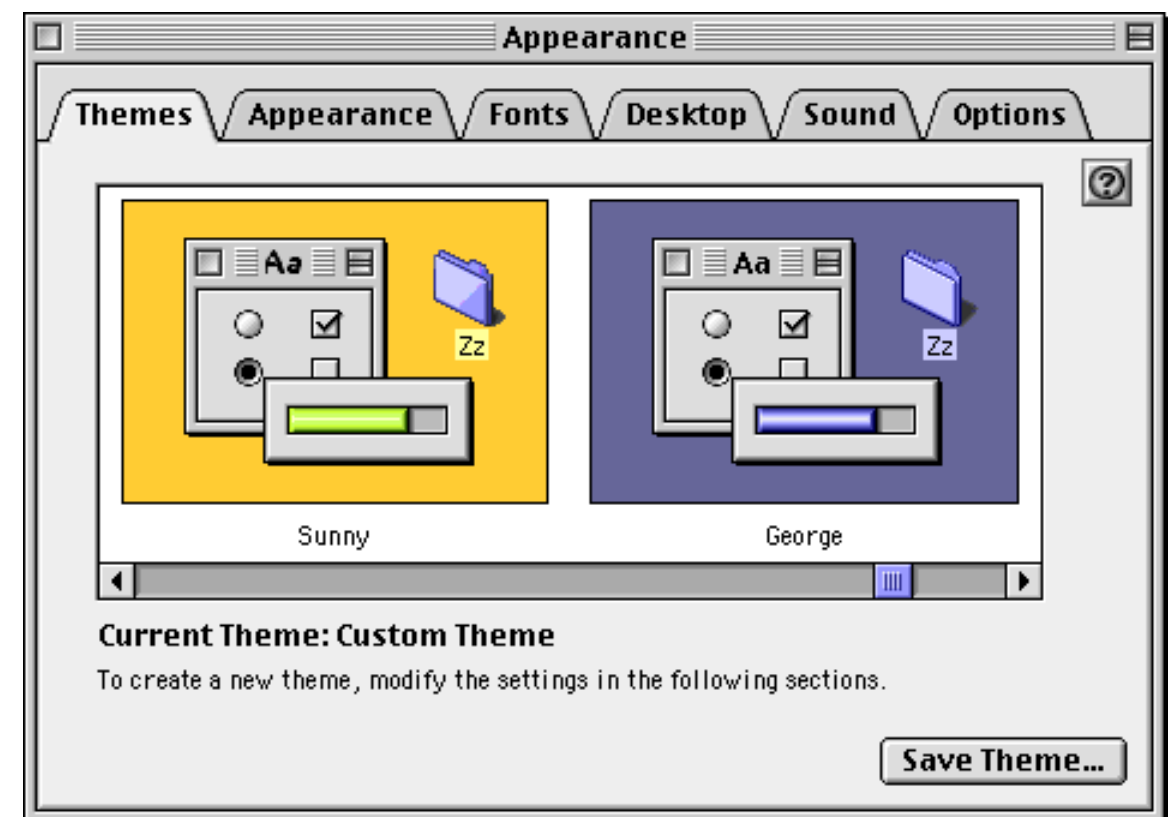 Appearance
Themes Appearance Fonts Desktop Sound Options
?
Aa Aa
Zz Zz
Sunny George
Current Theme: Custom Theme
To create a new theme, modify the settings in the following sections.
Save Theme...